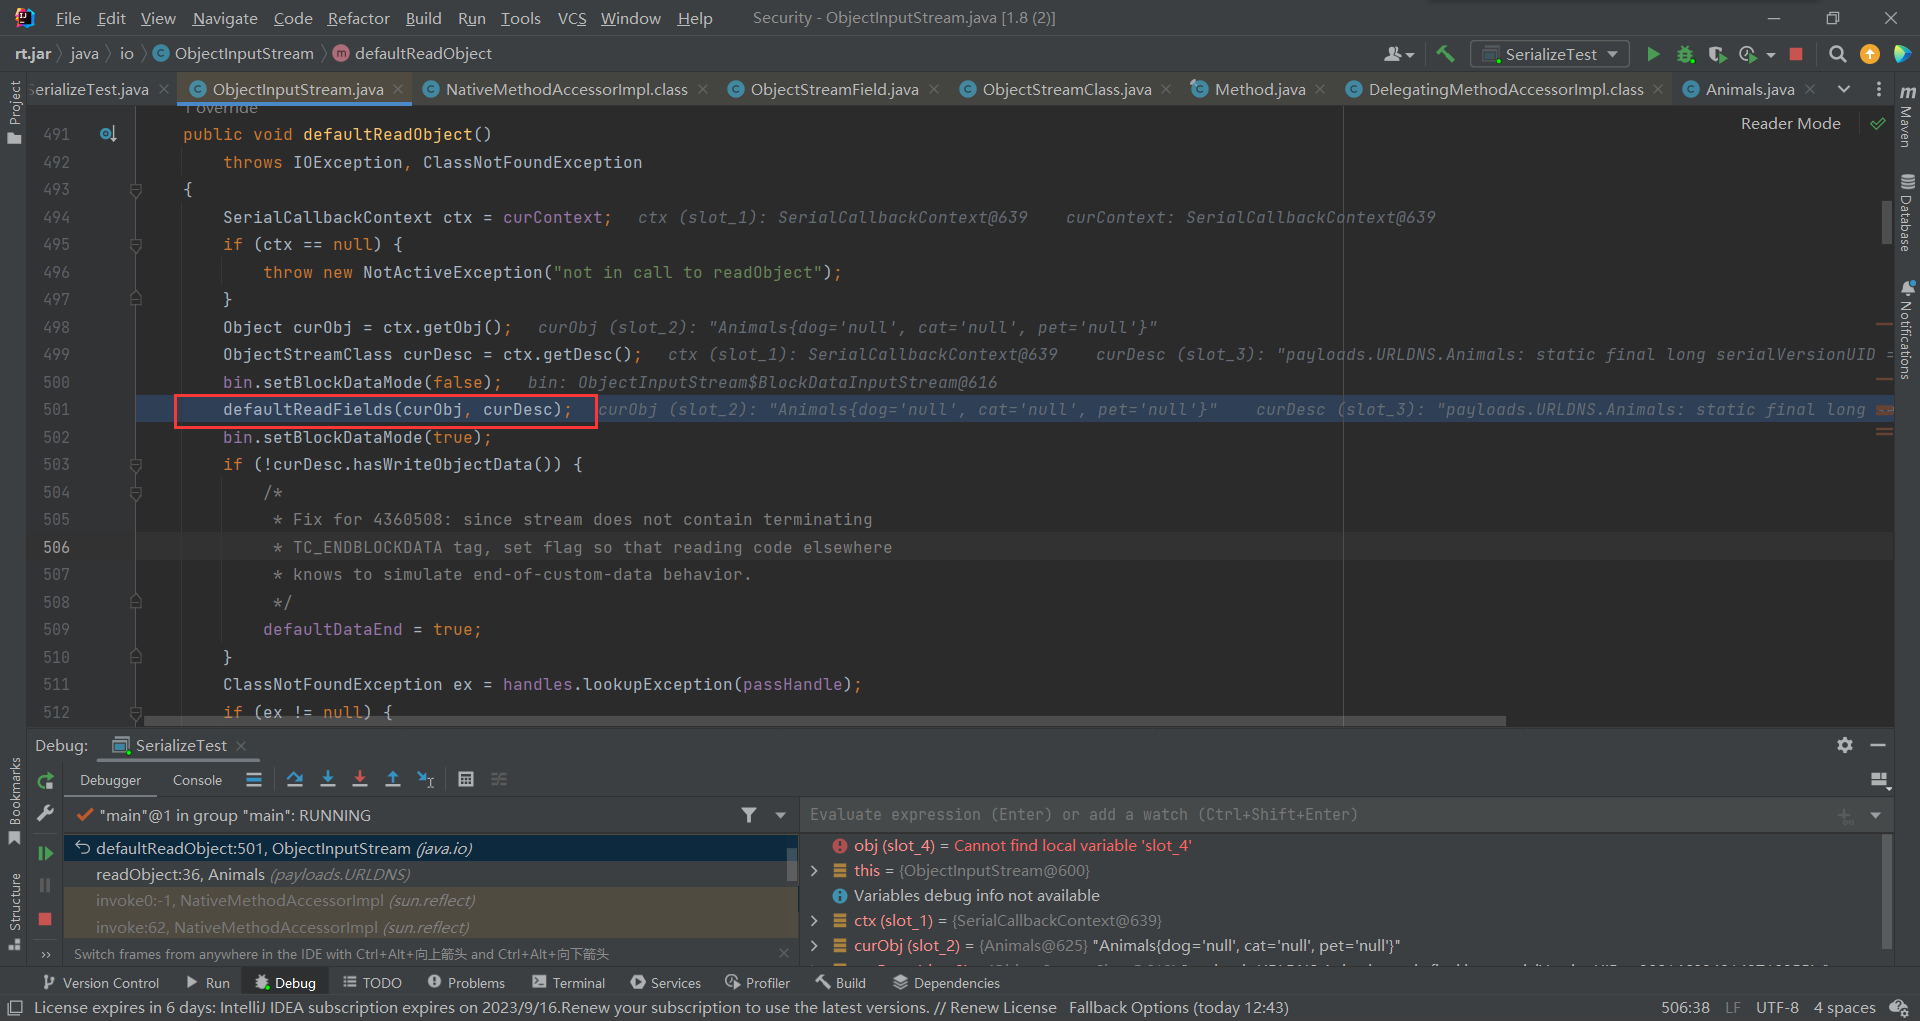 File Edit View Navigate Code Refactor Build Run Tools VCS Window Help Security - ObjectInputStream.java [1.8 (2)]
rt.jar java io ObjectInputStream defaultReadObject SerializeTest
erializeTest.java ObjectInputStream.java NativeMethodAccessorImpl.class ObjectStreamField.java ObjectStreamClass.java Method.java DelegatingMethodAccessorImpl.class Animals.java
1 override
Reader Mode
491 public void defaultReadObject()
492 throws IOException, ClassNotFoundException
493 {
494 SerialCallbackContext ctx = curContext; ctx (slot_1): SerialCallbackContext@639 curContext: SerialCallbackContext@639
495 if (ctx == null) {
496 throw new NotActiveException("not in call to readObject");
497 }
498 Object curObj = ctx.getObj(); curObj (slot_2): "Animals{dog='null', cat='null', pet='null'}"
499 ObjectStreamClass curDesc = ctx.getDesc(); ctx (slot_1): SerialCallbackContext@639 curDesc (slot_3): "payloads.URLDNS.Animals: static final long serialVersionUID =
500 bin.setBlockDataMode(false); bin: ObjectInputStream$BlockDataInputStream@616
501 defaultReadFields(curObj, curDesc); curObj (slot_2): "Animals{dog='null', cat='null', pet='null'}" curDesc (slot_3): "payloads.URLDNS.Animals: static final long
502 bin.setBlockDataMode(true);
503 if (!curDesc.hasWriteObjectData()) {
504 /*
505 * Fix for 4360508: since stream does not contain terminating
506 * TC_ENDBLOCKDATA tag, set flag so that reading code elsewhere
507 * knows to simulate end-of-custom-data behavior.
508 */
509 defaultDataEnd = true;
510 }
511 ClassNotFoundException ex = handles.lookupException(passHandle);
512 if (ex != null) {
Project
Bookmarks
Structure
m
Maven
Database
Notifications
Debug: SerializeTest
Debugger Console
"main"@1 in group "main": RUNNING
defaultReadObject:501, ObjectInputStream (java.io)
readObject:36, Animals (payloads.URLDNS)
invoke0:-1, NativeMethodAccessorImpl (sun.reflect)
invoke:62, NativeMethodAccessorImpl (sun.reflect)
Switch frames from anywhere in the IDE with Ctrl+Alt+向上箭头 and Ctrl+Alt+向下箭头
Evaluate expression (Enter) or add a watch (Ctrl+Shift+Enter)
obj (slot_4) = Cannot find local variable 'slot_4'
this = {ObjectInputStream@600}
Variables debug info not available
ctx (slot_1) = {SerialCallbackContext@639}
curObj (slot_2) = {Animals@625} "Animals{dog='null', cat='null', pet='null'}"
Version Control Run Debug TODO Problems Terminal Services Profiler Build Dependencies
License expires in 6 days: IntelliJ IDEA subscription expires on 2023/9/16.Renew your subscription to use the latest versions. // Renew License Fallback Options (today 12:43) 506:38 LF UTF-8 4 spaces